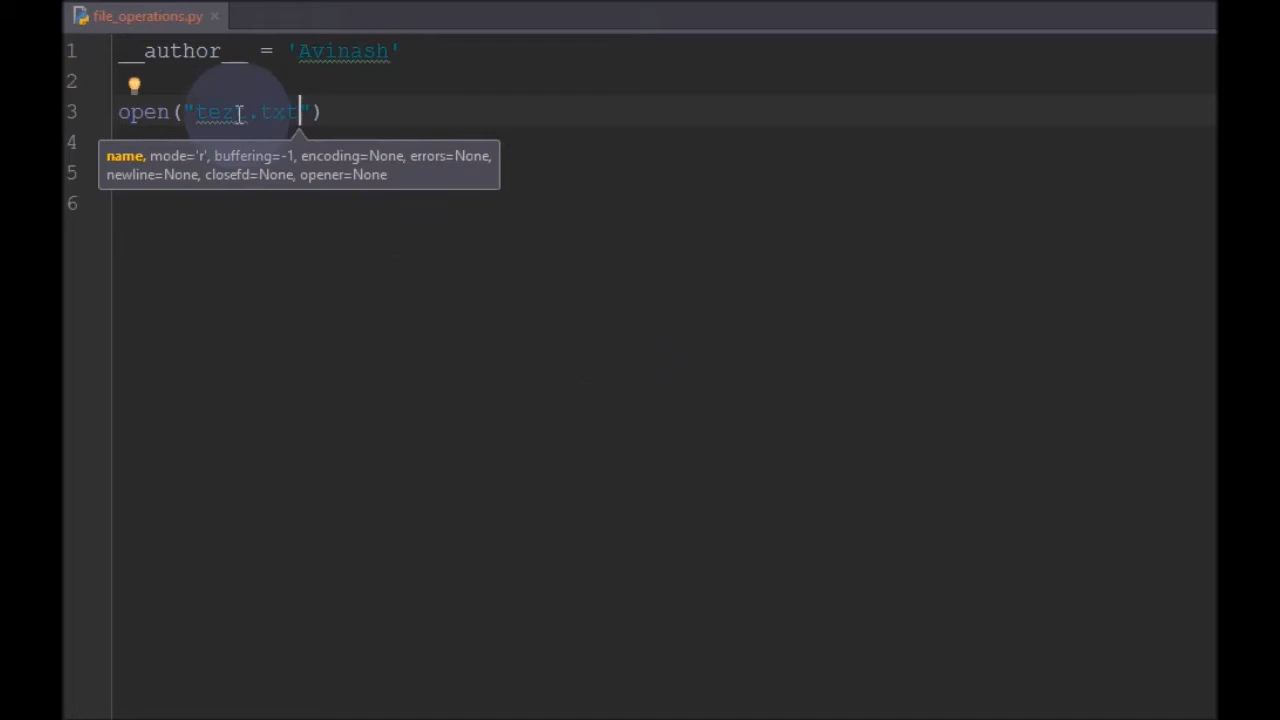 file_operations.py
1 __author__ = 'Avinash'
2
3 open("tezt.txt")
4
name, mode='r', buffering=-1, encoding=None, errors=None,
5 newline=None, closefd=None, opener=None
6